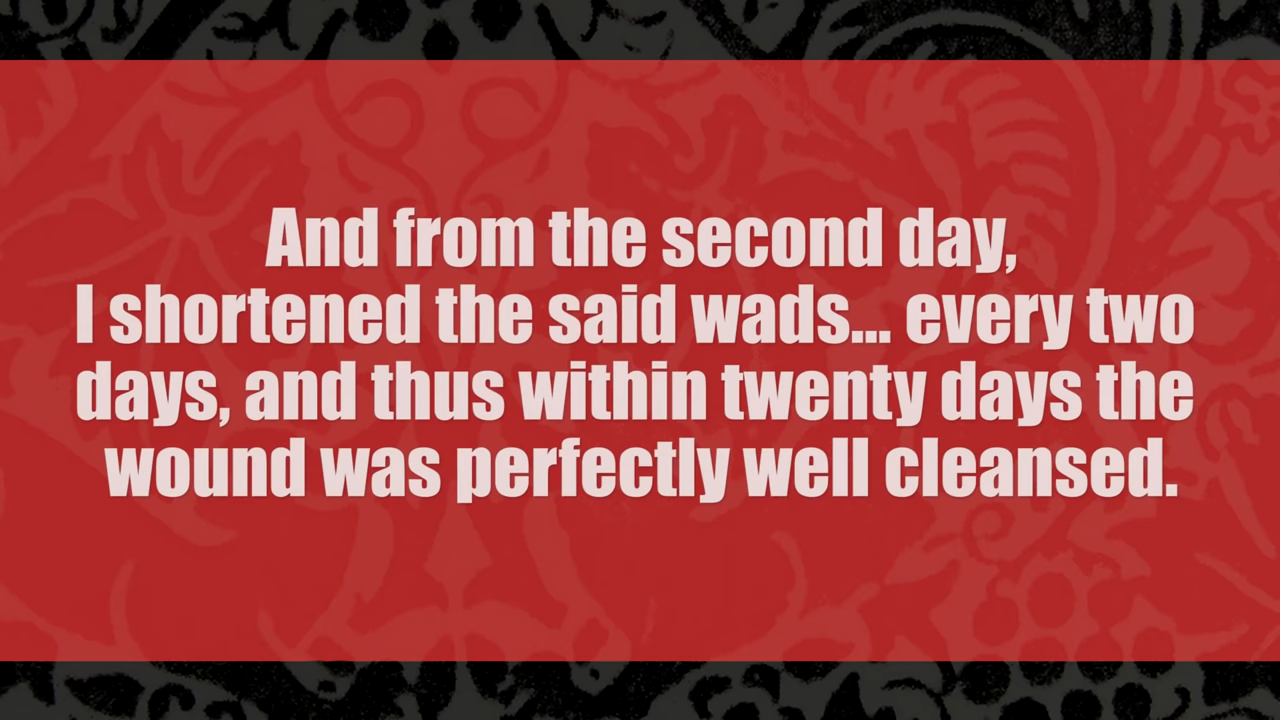 And from the second day,
I shortened the said wads... every two
days, and thus within twenty days the
wound was perfectly well cleansed.